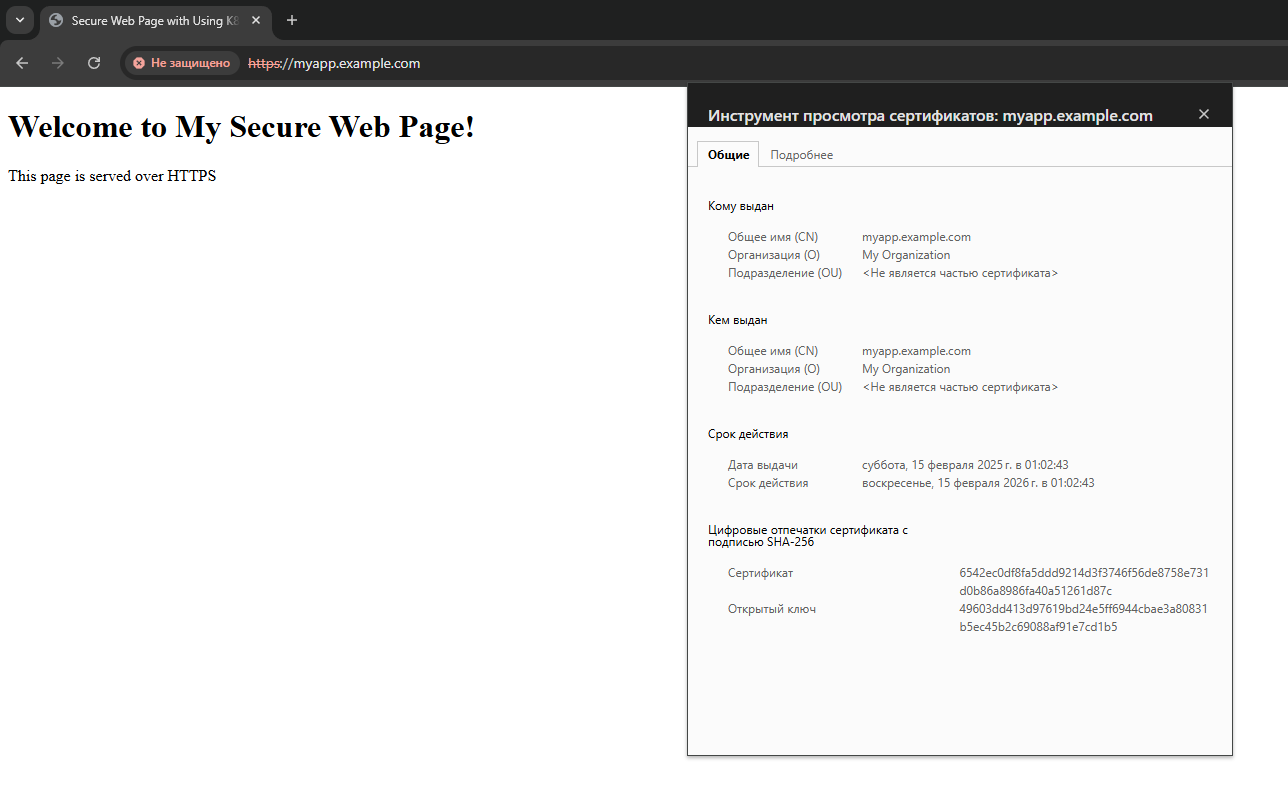 Secure Web Page with Using K8
Не защищено https://myapp.example.com
Welcome to My Secure Web Page!
This page is served over HTTPS
Инструмент просмотра сертификатов: myapp.example.com
Общие Подробнее
Кому выдан
Общее имя (CN) myapp.example.com
Организация (O) My Organization
Подразделение (OU) <Не является частью сертификата>
Кем выдан
Общее имя (CN) myapp.example.com
Организация (O) My Organization
Подразделение (OU) <Не является частью сертификата>
Срок действия
Дата выдачи суббота, 15 февраля 2025 г. в 01:02:43
Срок действия воскресенье, 15 февраля 2026 г. в 01:02:43
Цифровые отпечатки сертификата с
подписью SHA-256
Сертификат 6542ec0df8fa5ddd9214d3f3746f56de8758e731
d0b86a8986fa40a51261d87c
Открытый ключ 49603dd413d97619bd24e5ff6944cbae3a80831
b5ec45b2c69088af91e7cd1b5